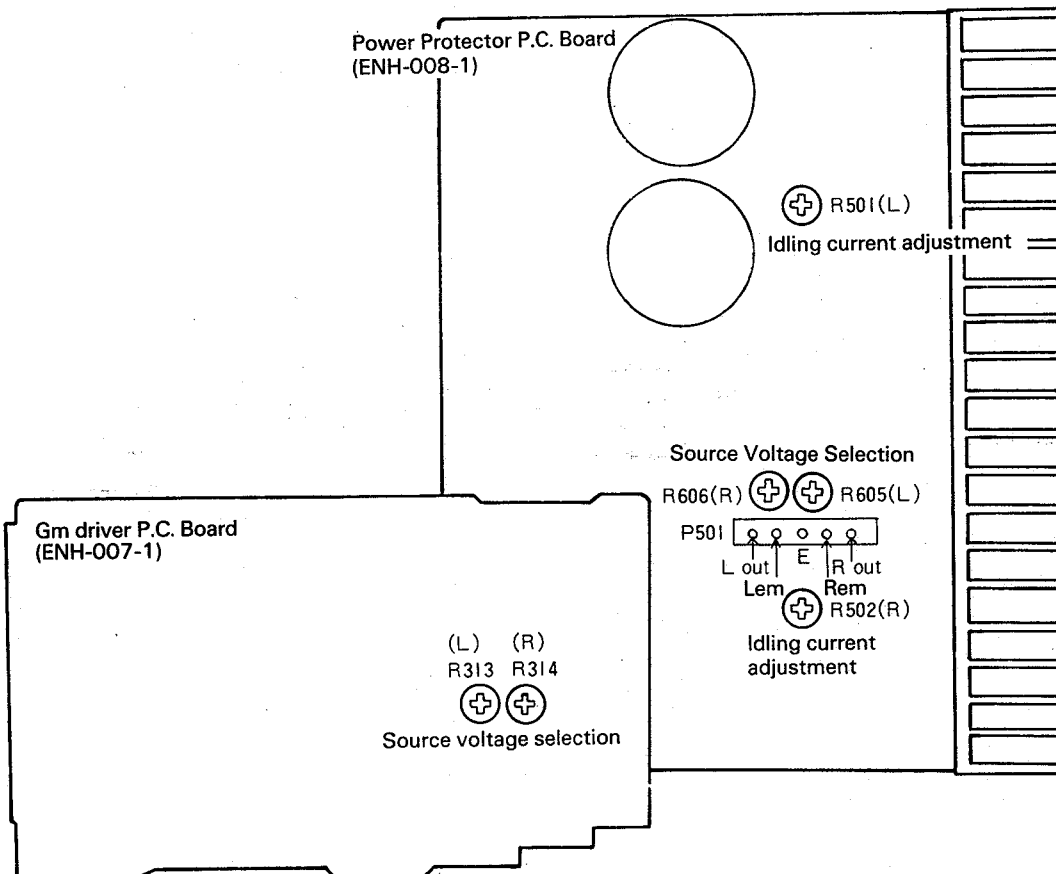 Power Protector P.C. Board
(ENH-008-1)
R501(L)
Idling current adjustment
Source Voltage Selection
R606(R)
R605(L)
P501
L out
E
R out
Lem
Rem
R502(R)
Idling current
adjustment
Gm driver P.C. Board
(ENH-007-1)
(L) (R)
R313 R314
Source voltage selection